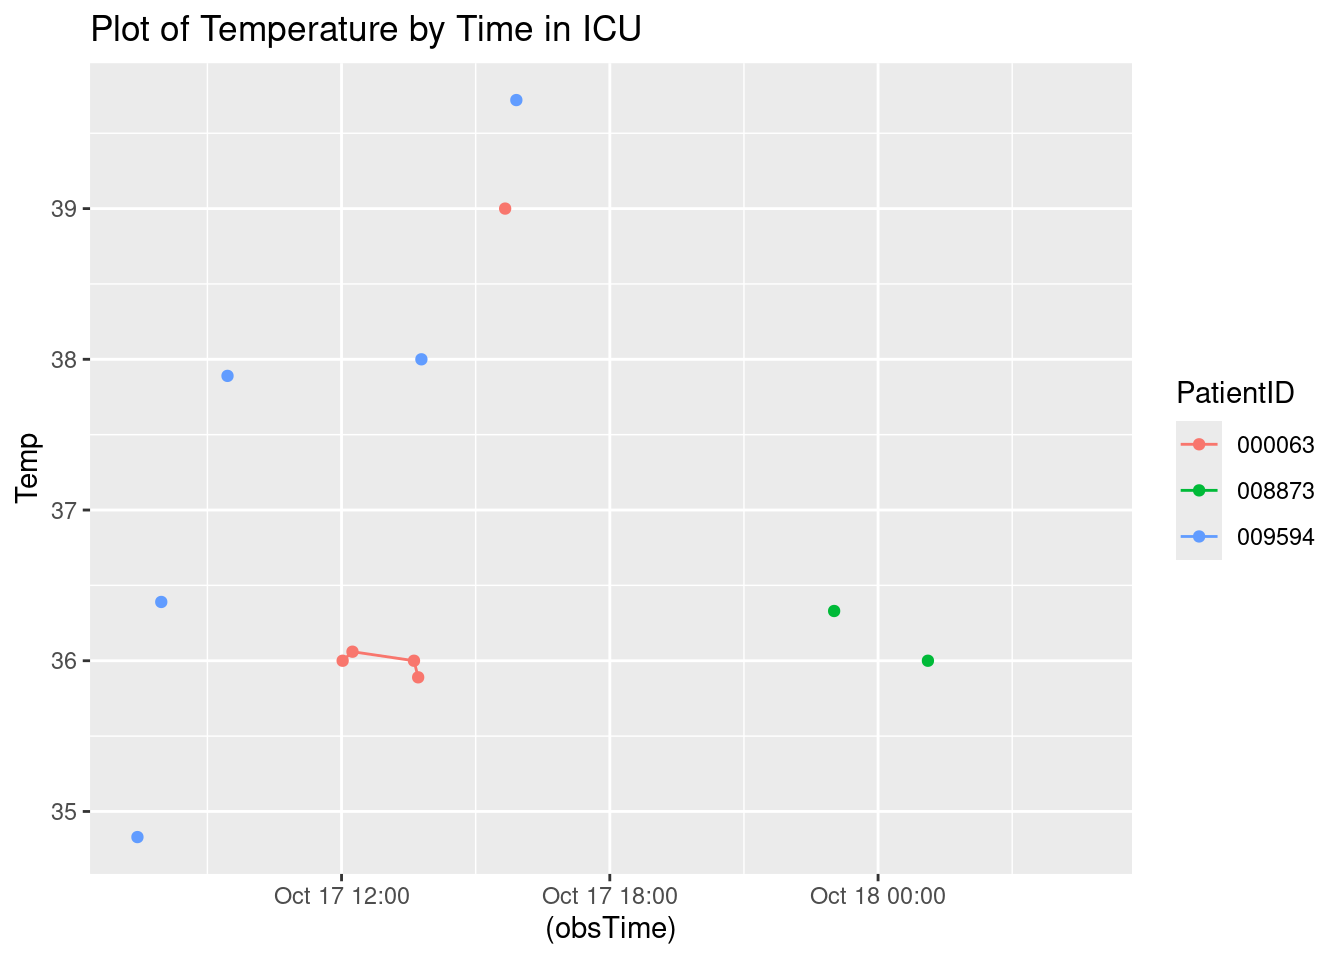 Plot of Temperature by Time in ICU
39
38
37
36
35
Temp
Oct 17 12:00
Oct 17 18:00
Oct 18 00:00
(obsTime)
PatientID
000063
008873
009594